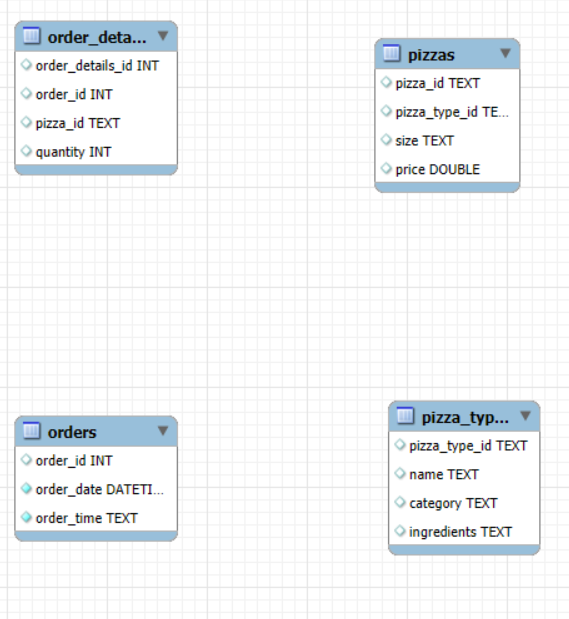 order_deta...
order_details_id INT
order_id INT
pizza_id TEXT
quantity INT
pizzas
pizza_id TEXT
pizza_type_id TE...
size TEXT
price DOUBLE
orders
order_id INT
order_date DATETI...
order_time TEXT
pizza_typ...
pizza_type_id TEXT
name TEXT
category TEXT
ingredients TEXT